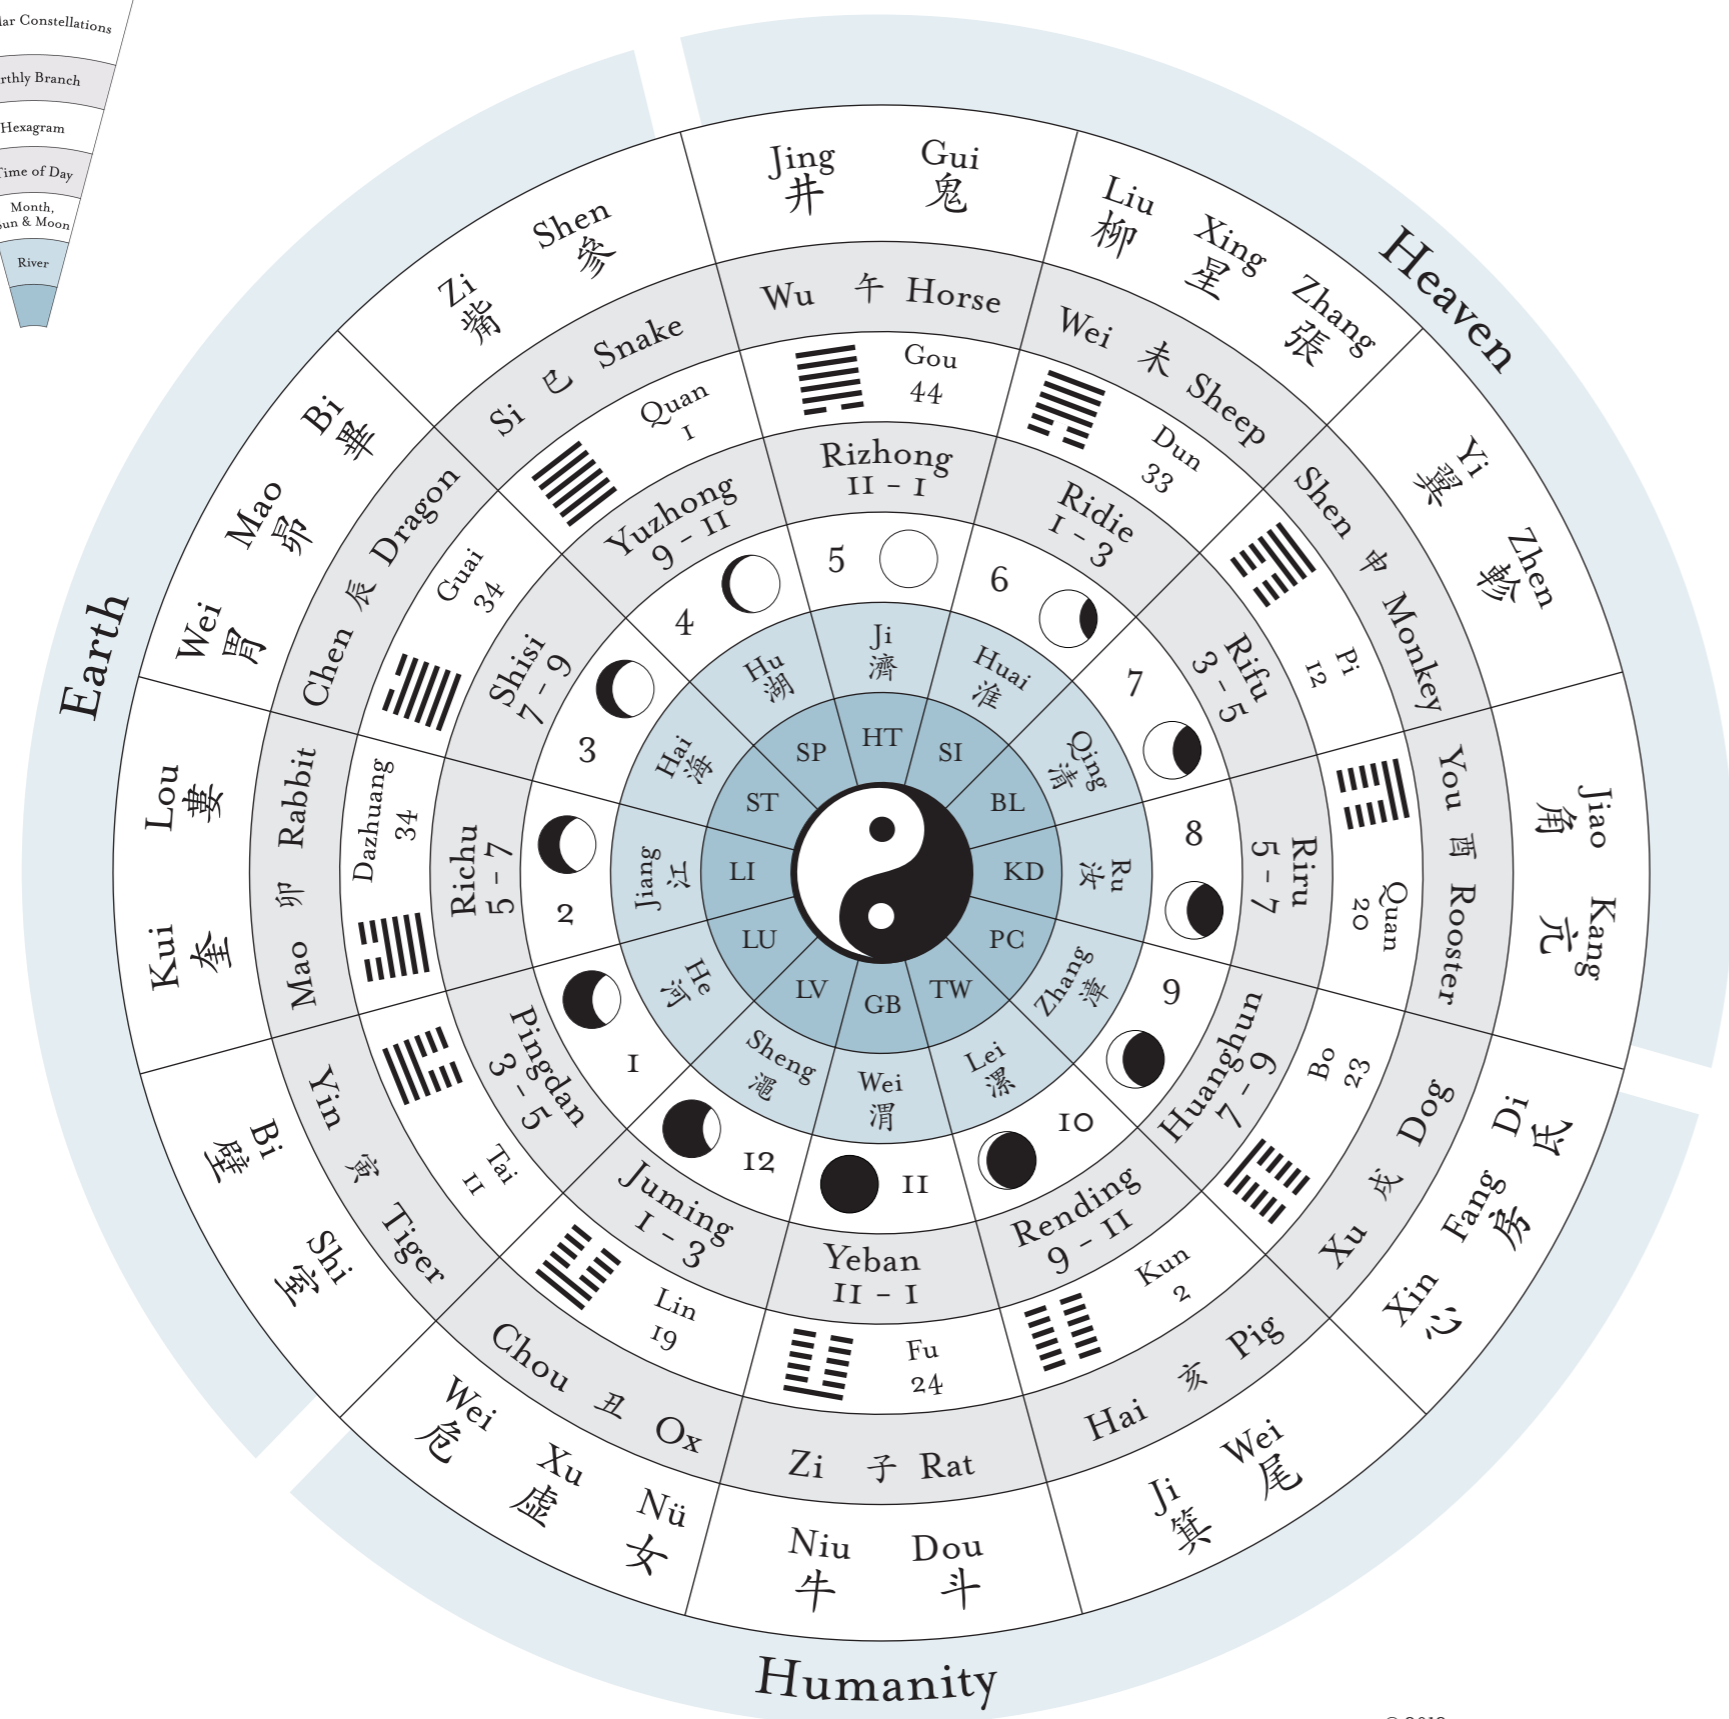 lar Constellations
rthly Branch
Hexagram
Time of Day
Month,
un & Moon
River
Heaven
Earth
Humanity
Jing
井
Gui
鬼
Liu
柳
Xing
星
Zhang
張
Yi
翼
Zhen
軫
Jiao
角
Kang
亢
Di
氐
Fang
房
Xin
心
Wei
尾
Ji
箕
Dou
斗
Niu
牛
Nü
女
Xu
虛
Wei
危
Shi
室
Bi
壁
Kui
奎
Lou
婁
Wei
胃
Mao
昴
Bi
畢
Zi
觜
Shen
參
Wu 午 Horse
Wei 未 Sheep
Shen 申 Monkey
You 酉 Rooster
Xu 戌 Dog
Hai 亥 Pig
Zi 子 Rat
Chou 丑 Ox
Yin 寅 Tiger
Mao 卯 Rabbit
Chen 辰 Dragon
Si 巳 Snake
Gou
44
Dun
33
Pi
12
Quan
20
Bo
23
Kun
2
Fu
24
Lin
19
Tai
11
Dazhuang
34
Guai
34
Quan
1
Rizhong
11 – 1
Ridie
1 – 3
Rifu
3 – 5
Riru
5 – 7
Huanghun
7 – 9
Rending
9 – 11
Yeban
11 – 1
Juming
1 – 3
Pingdan
3 – 5
Richu
5 – 7
Shisi
7 – 9
Yuzhong
9 – 11
5
6
7
8
9
10
11
12
1
2
3
4
Ji
濟
Huai
淮
Qing
清
Ru
汝
Zhang
漳
Lei
漯
Wei
渭
Sheng
澠
He
河
Jiang
江
Hai
海
Hu
湖
HT
SI
BL
KD
PC
TW
GB
LV
LU
LI
ST
SP